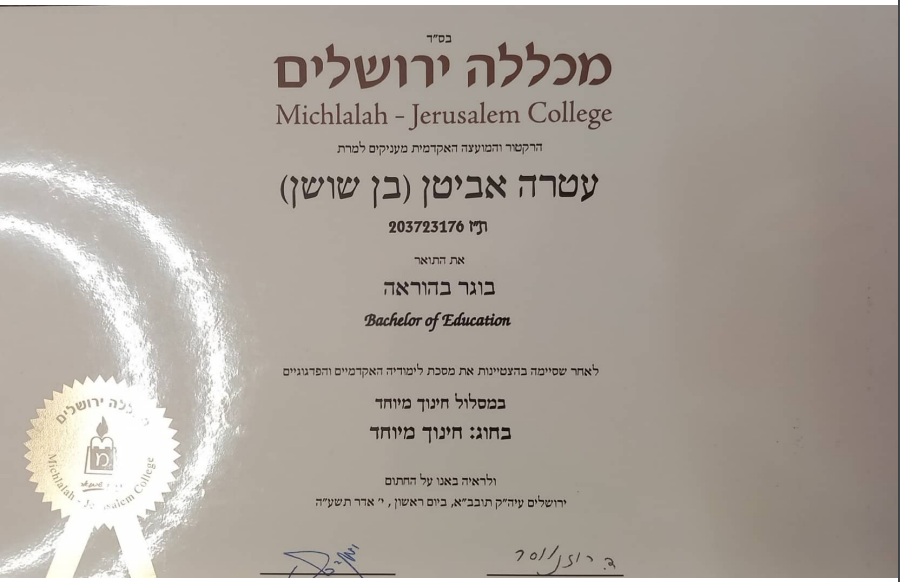 בס"ד
מכללה ירושלים
Michlalah - Jerusalem College
הרקטור והמועצה האקדמית מעניקים למרת
עטרה אביטן (בן שושן)
ת"ז 203723176
את התואר
בוגר בהוראה
Bachelor of Education
לאחר שסיימה בהצטיינות את מסכת לימודיה האקדמיים והפדגוגיים
במסלול חינוך מיוחד
בחוג: חינוך מיוחד
ולראיה באנו על החתום
ירושלים עיה"ק תובב"א, ביום ראשון, י' אדר תשע"ה
מכללה ירושלים
Michlalah - Jerusalem College